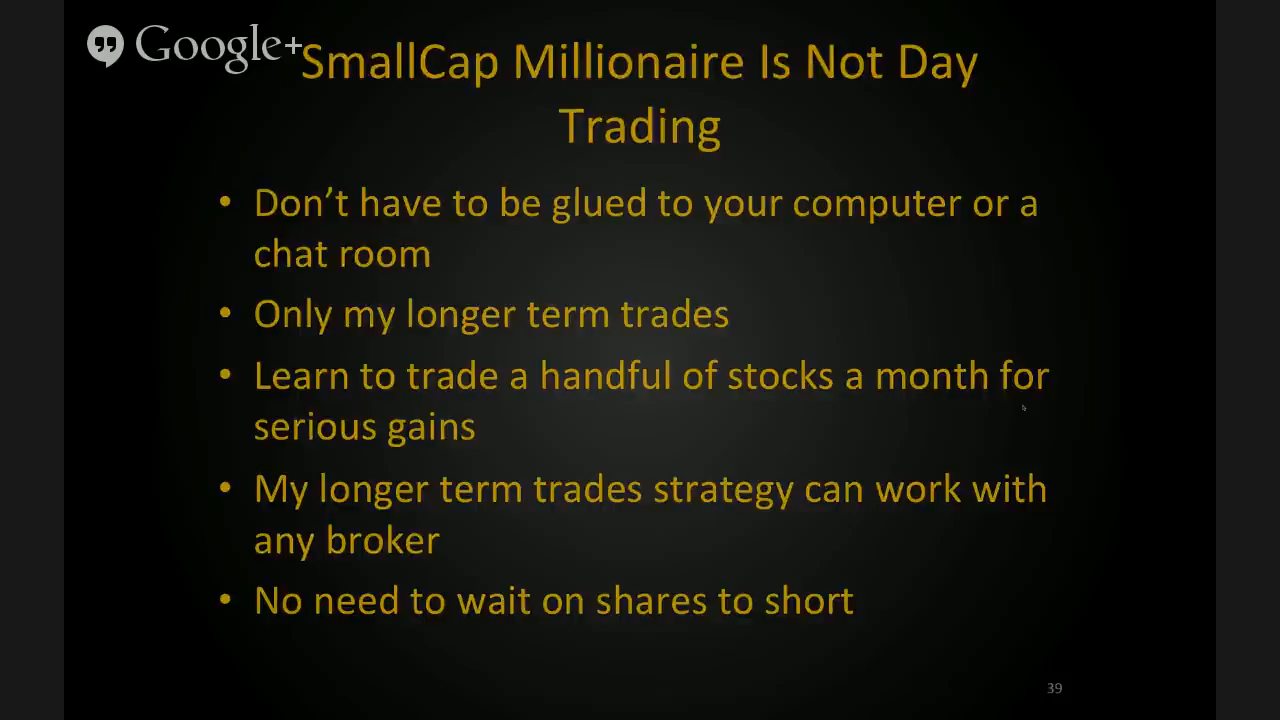 Google+
SmallCap Millionaire Is Not Day
Trading
• Don’t have to be glued to your computer or a
chat room
• Only my longer term trades
• Learn to trade a handful of stocks a month for
serious gains
• My longer term trades strategy can work with
any broker
• No need to wait on shares to short
39